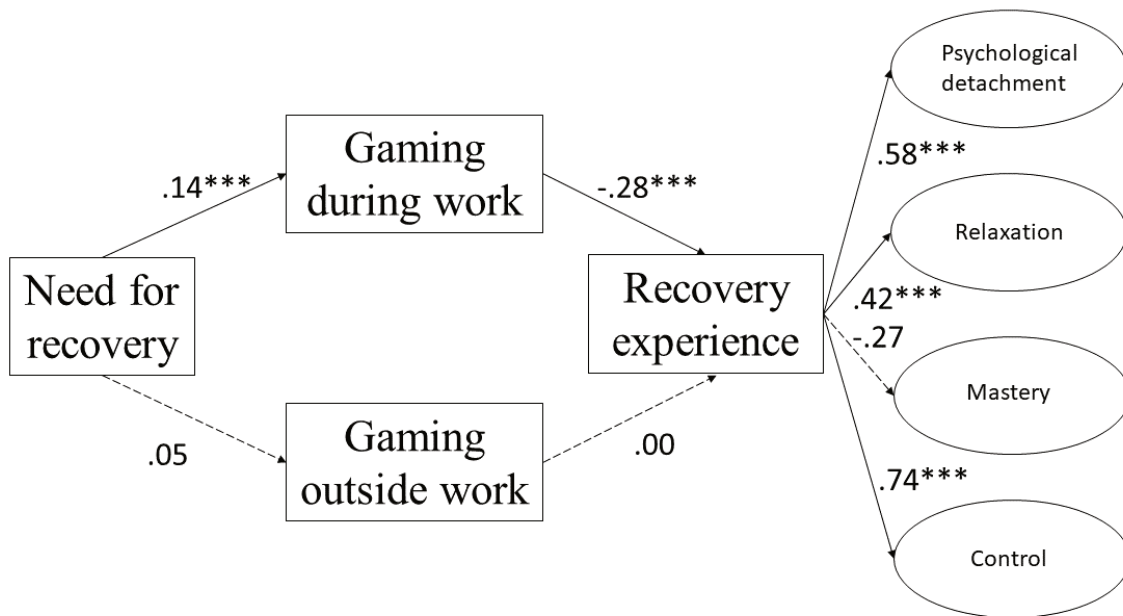 Psychological
detachment
Gaming
during work
.14***
-.28***
.58***
Relaxation
Need for
recovery
Recovery
experience
.42***
-.27
Mastery
Gaming
outside work
.05
.00
.74***
Control